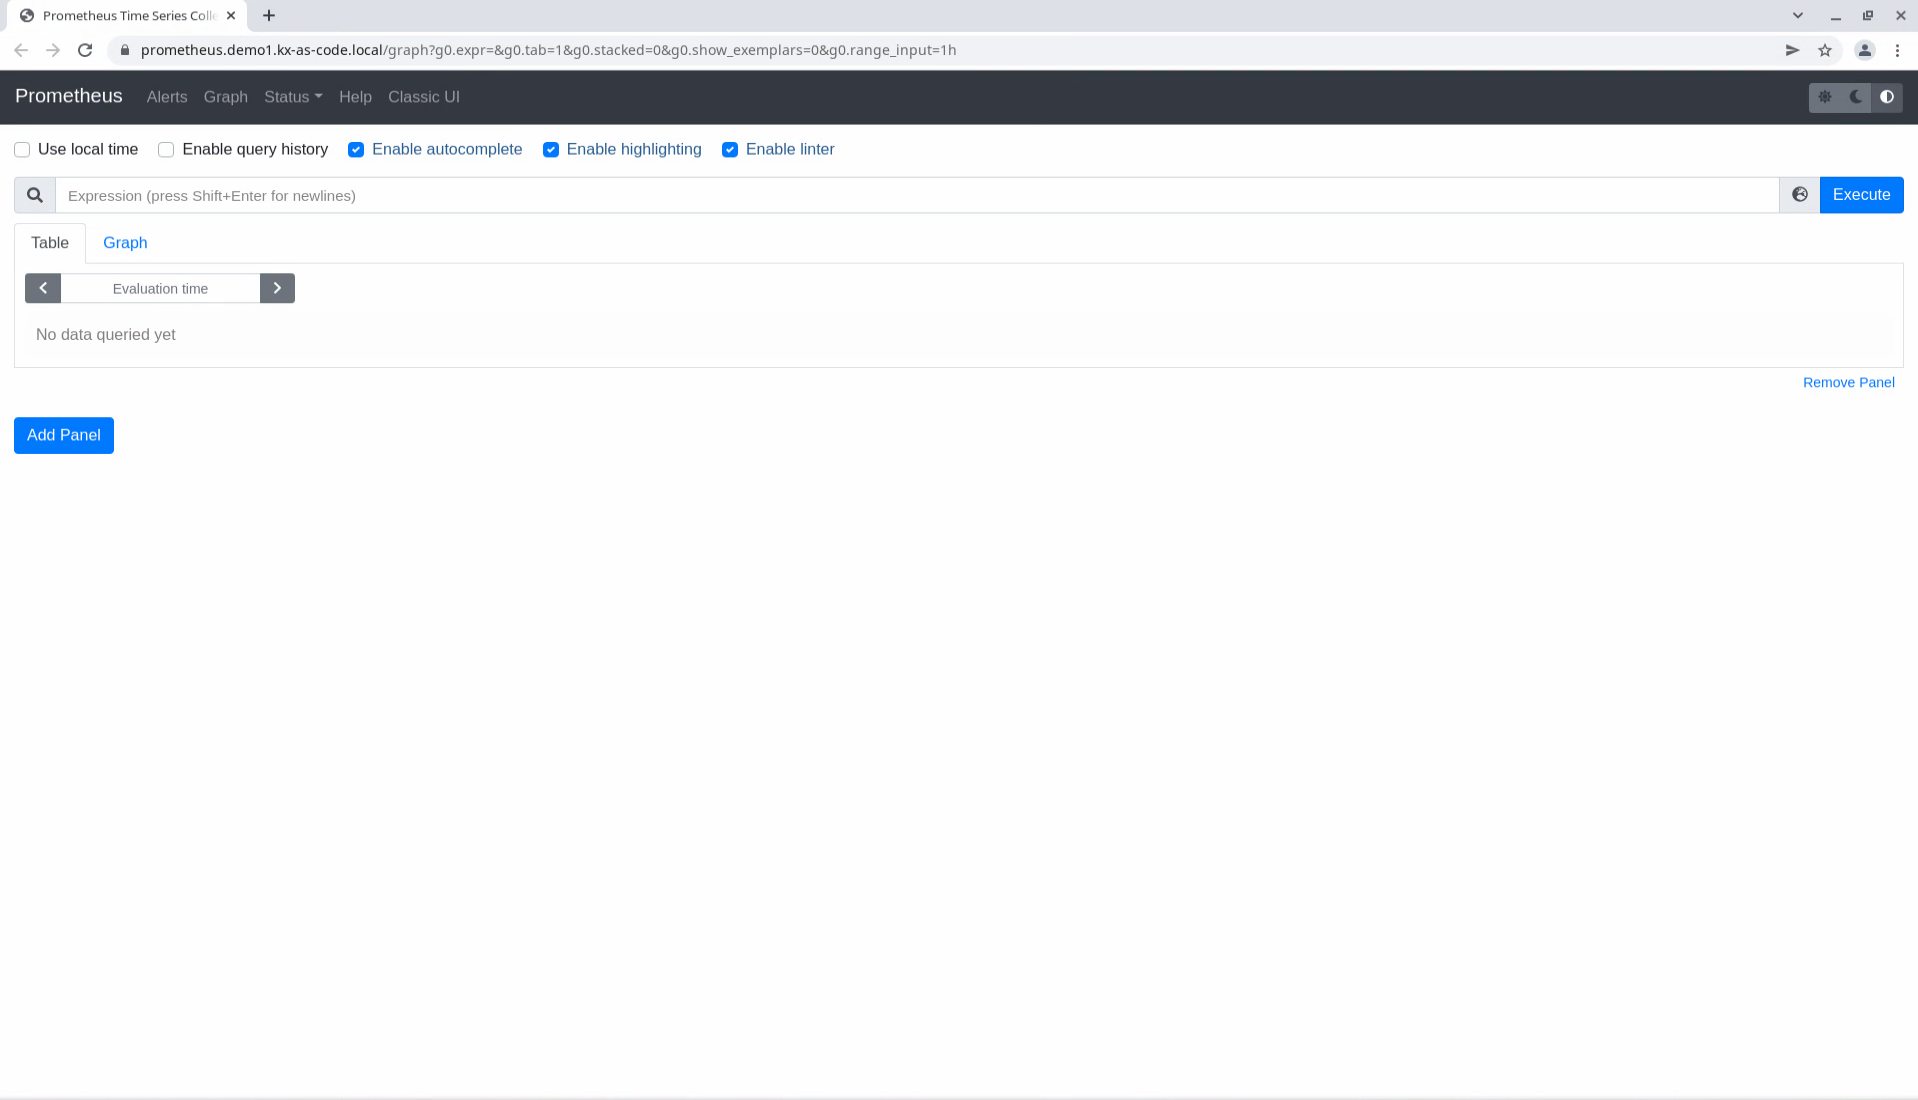 Prometheus Time Series Colle
prometheus.demo1.kx-as-code.local/graph?g0.expr=&g0.tab=1&g0.stacked=0&g0.show_exemplars=0&g0.range_input=1h
Prometheus Alerts Graph Status Help Classic UI
Use local time Enable query history Enable autocomplete Enable highlighting Enable linter
Expression (press Shift+Enter for newlines) Execute
Table Graph
Evaluation time
No data queried yet
Remove Panel
Add Panel